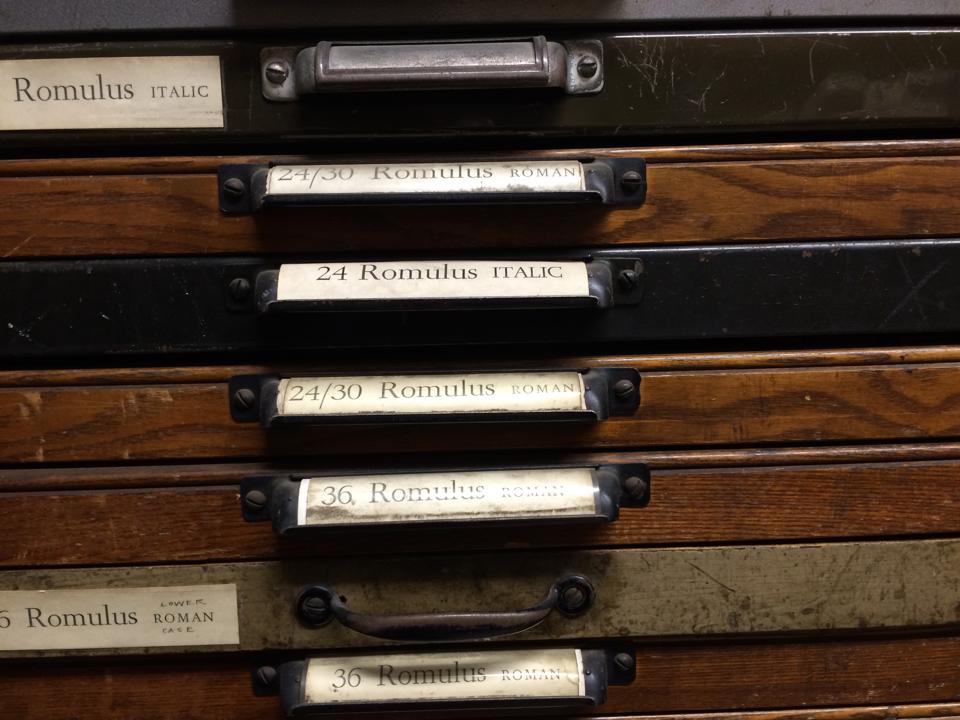 Romulus ITALIC
24/30 Romulus ROMAN
24 Romulus ITALIC
24/30 Romulus ROMAN
36 Romulus ROMAN
6 Romulus LOWER ROMAN CASE
36 Romulus ROMAN